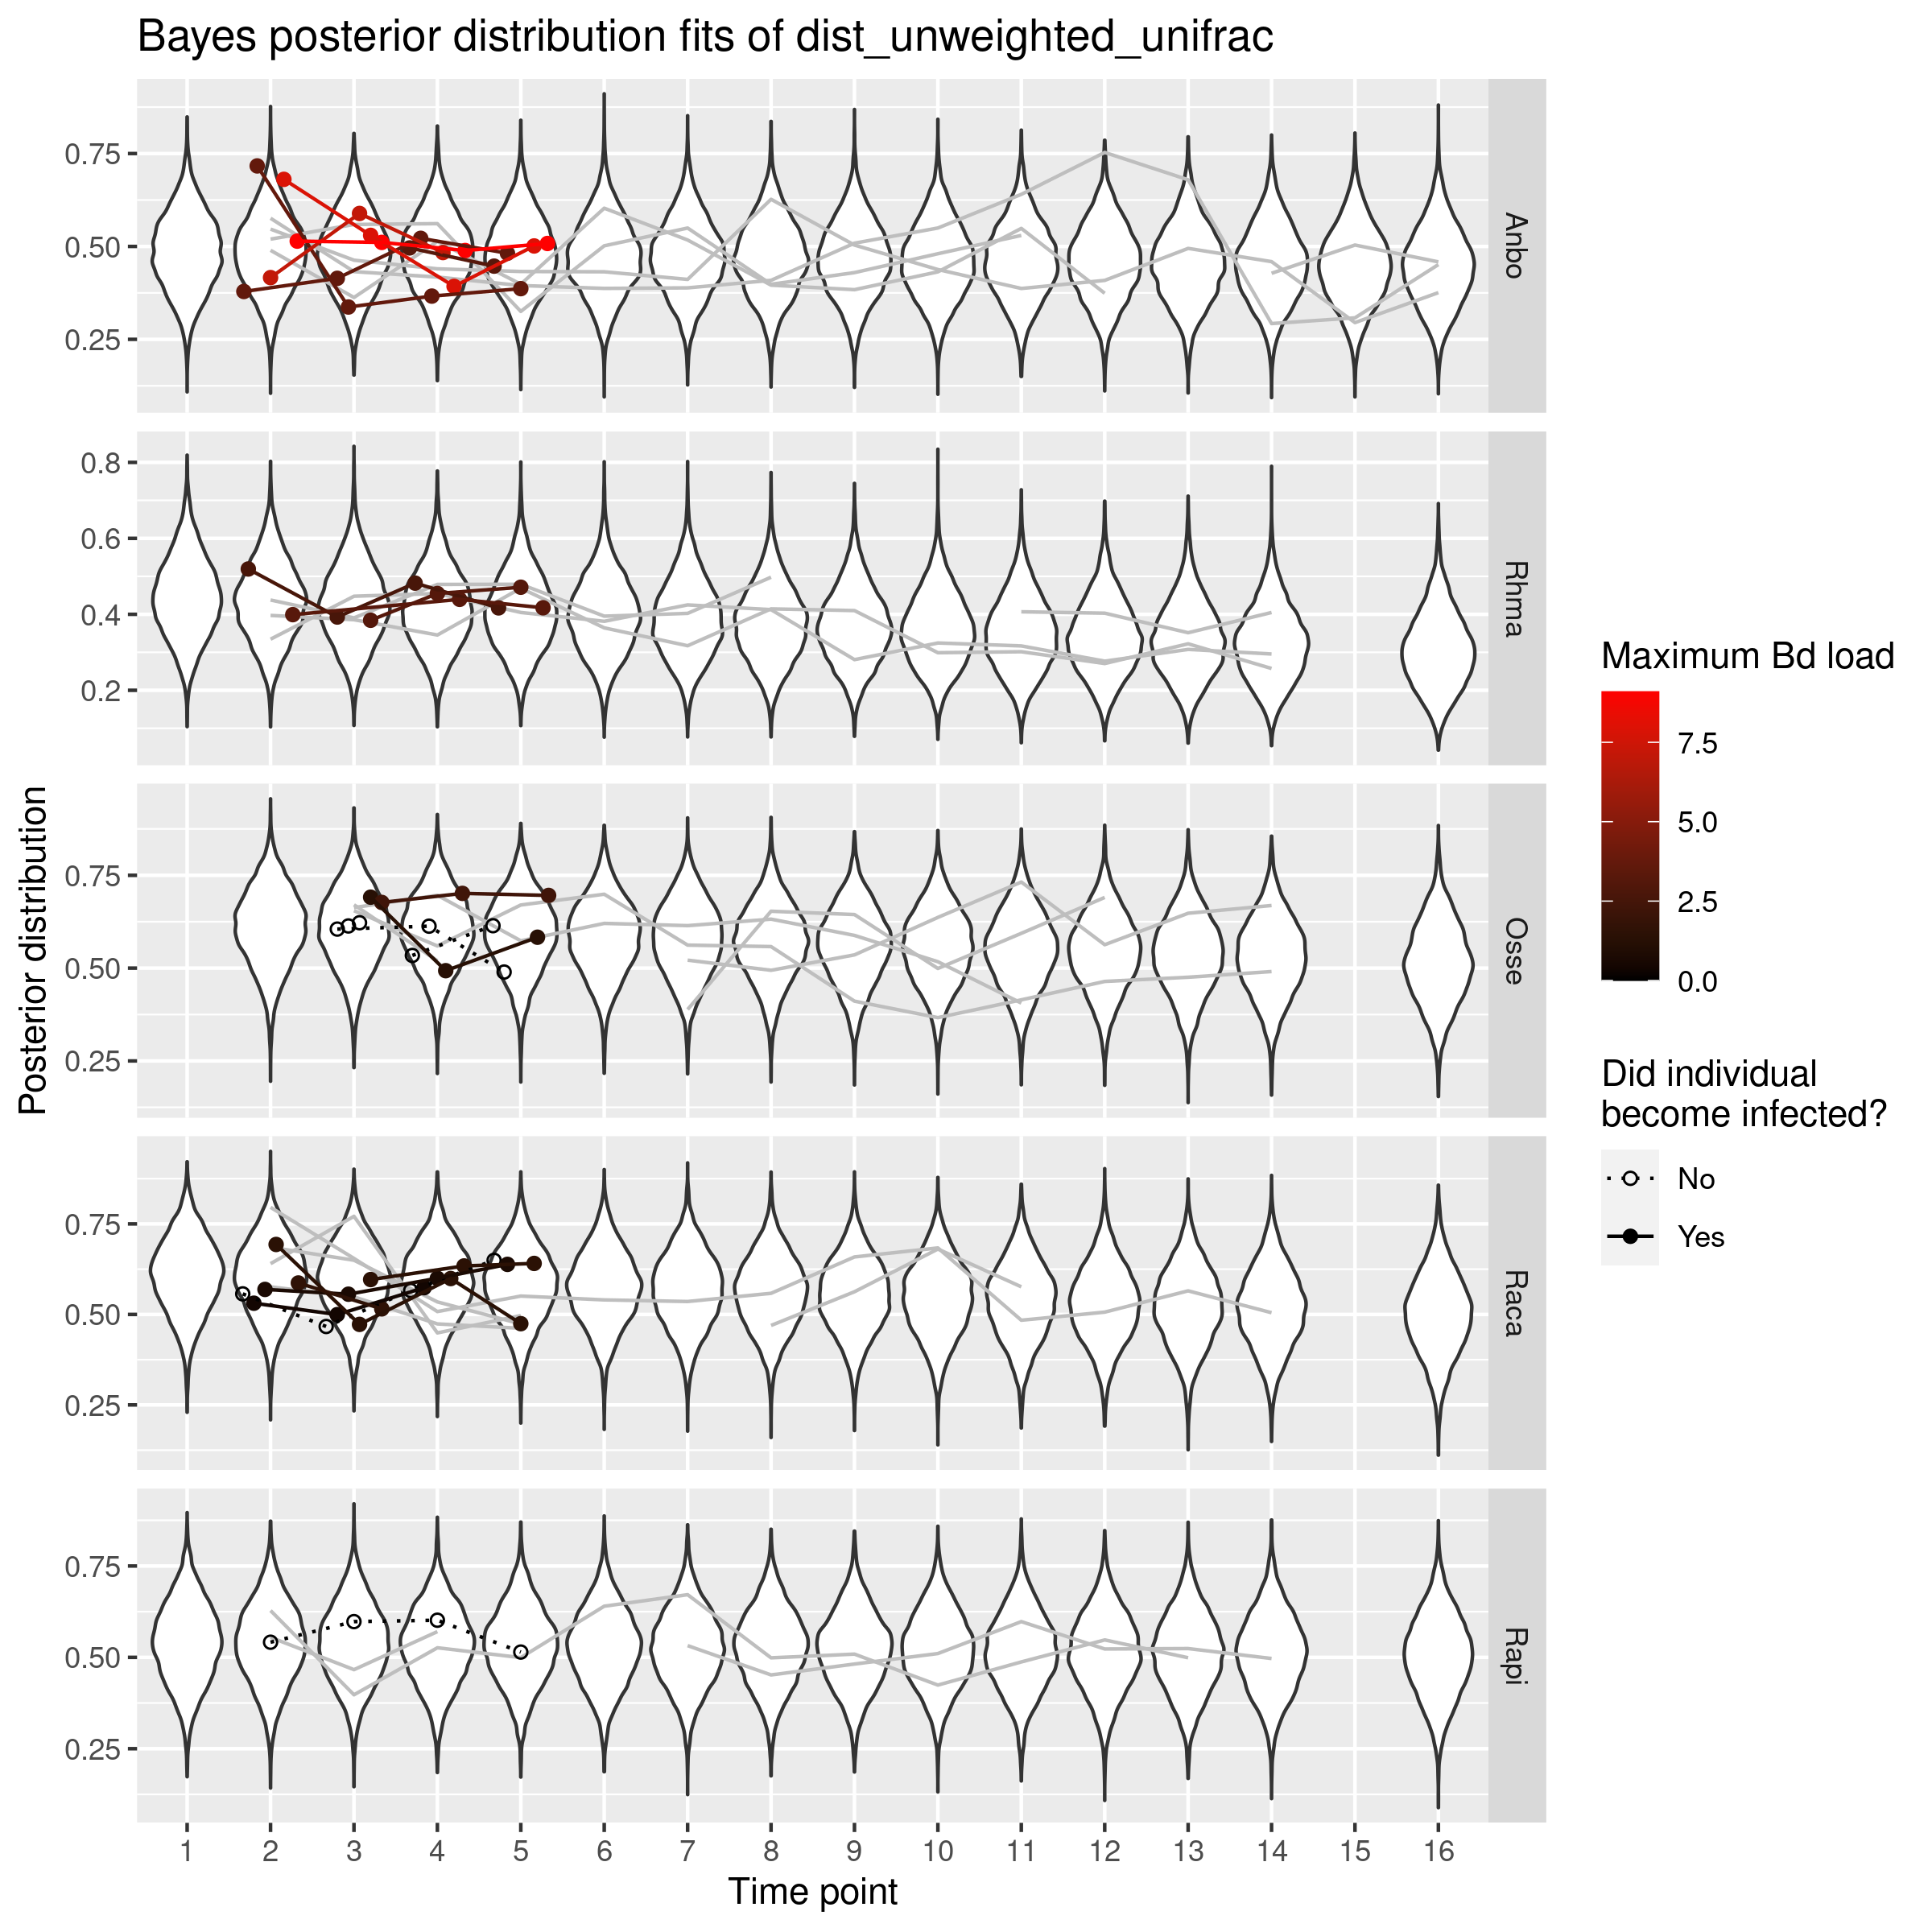 Bayes posterior distribution fits of dist_unweighted_unifrac
Posterior distribution
0.75
0.50
0.25
Anbo
0.8
0.6
0.4
0.2
Rhma
0.75
0.50
0.25
Osse
0.75
0.50
0.25
Raca
0.75
0.50
0.25
Rapi
1 2 3 4 5 6 7 8 9 10 11 12 13 14 15 16
Time point
Maximum Bd load
7.5
5.0
2.5
0.0
Did individual
become infected?
No
Yes